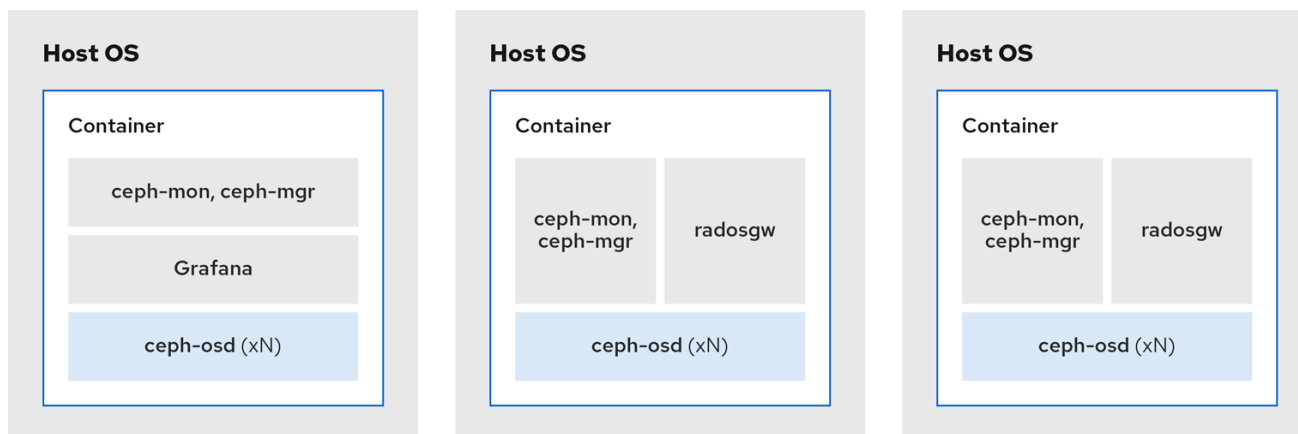 Host OS
Container
ceph-mon, ceph-mgr
Grafana
ceph-osd (xN)
Host OS
Container
ceph-mon,
ceph-mgr
radosgw
ceph-osd (xN)
Host OS
Container
ceph-mon,
ceph-mgr
radosgw
ceph-osd (xN)